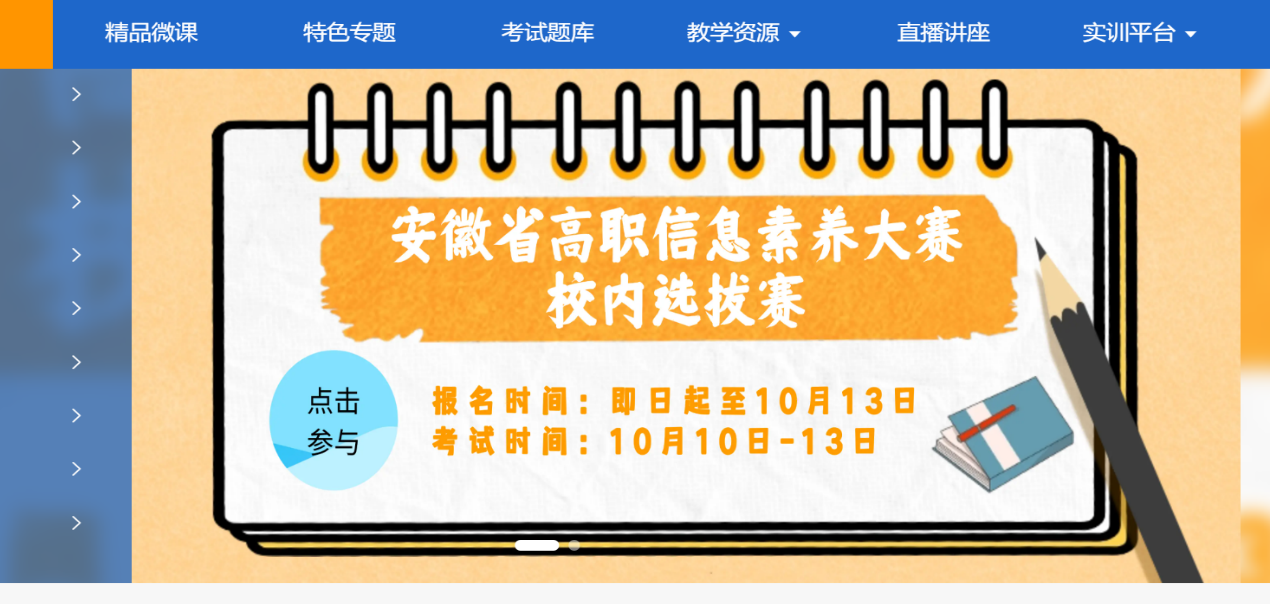 精品微课 特色专题 考试题库 教学资源 直播讲座 实训平台
安徽省高职信息素养大赛
校内选拔赛
点击
参与
报名时间：即日起至10月13日
考试时间：10月10日-13日